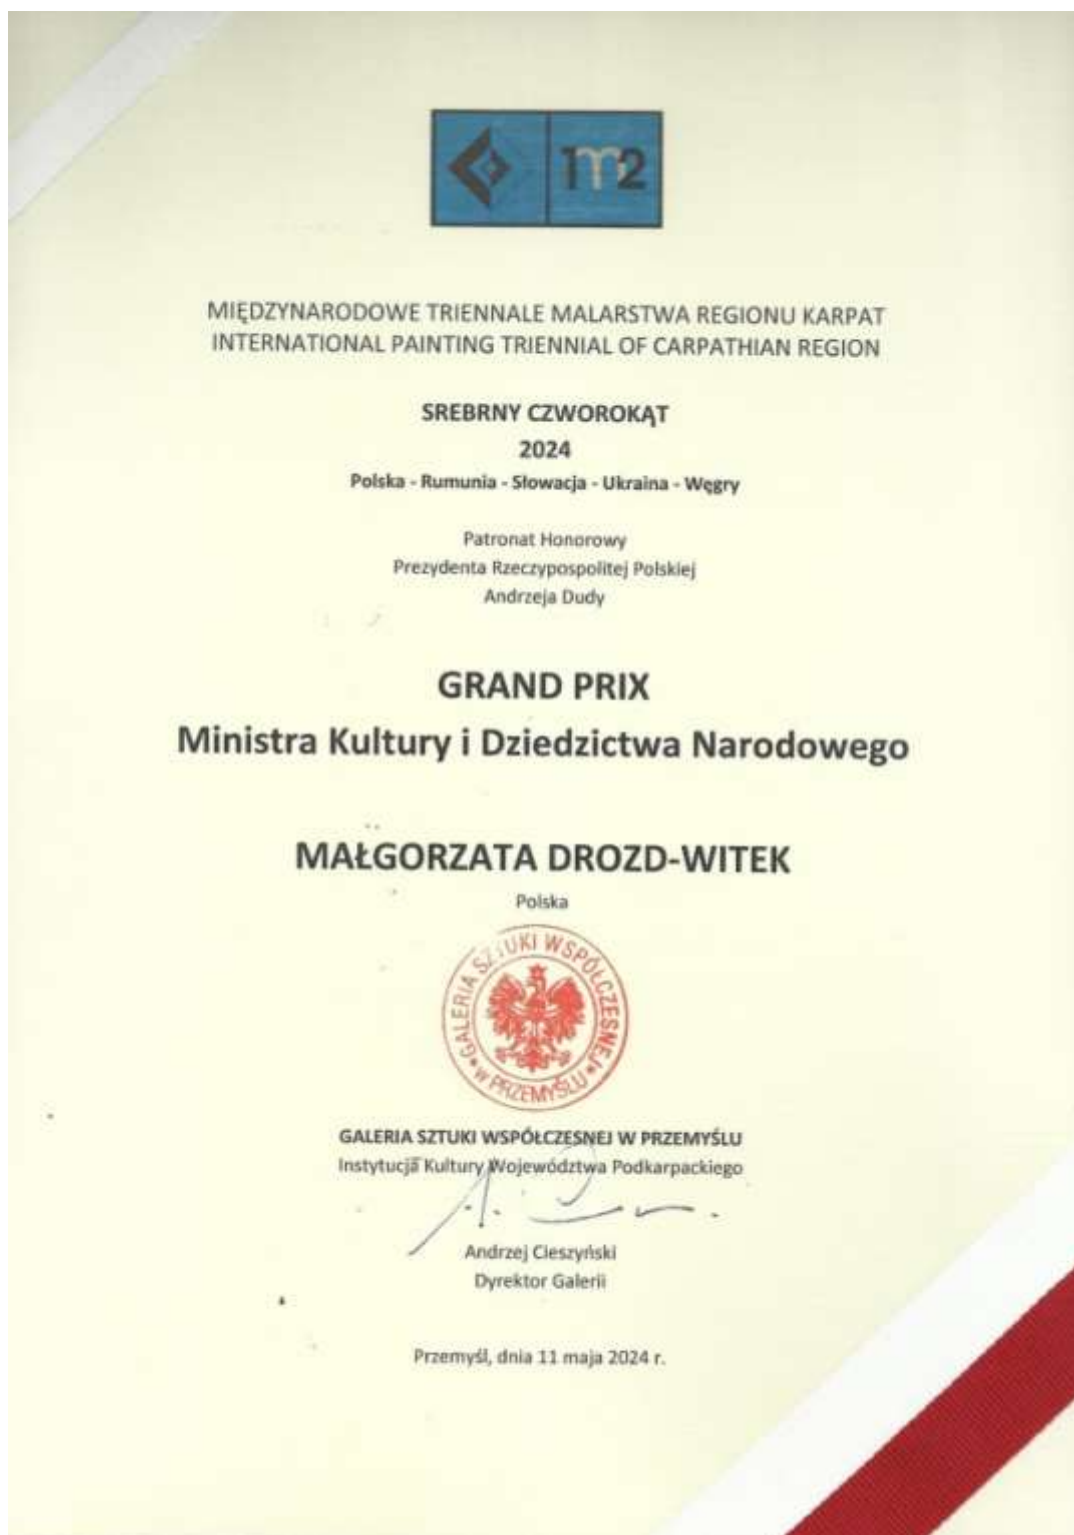 1m2
MIĘDZYNARODOWE TRIENNALE MALARSTWA REGIONU KARPAT
INTERNATIONAL PAINTING TRIENNIAL OF CARPATHIAN REGION
SREBRNY CZWOROKĄT
2024
Polska - Rumunia - Słowacja - Ukraina - Węgry
Patronat Honorowy
Prezydenta Rzeczypospolitej Polskiej
Andrzeja Dudy
GRAND PRIX
Ministra Kultury i Dziedzictwa Narodowego
MAŁGORZATA DROZD-WITEK
Polska
GALERIA SZTUKI WSPÓŁCZESNEJ
W PRZEMYŚLU
GALERIA SZTUKI WSPÓŁCZESNEJ W PRZEMYŚLU
Instytucja Kultury Województwa Podkarpackiego
Andrzej Cieszyński
Dyrektor Galerii
Przemyśl, dnia 11 maja 2024 r.